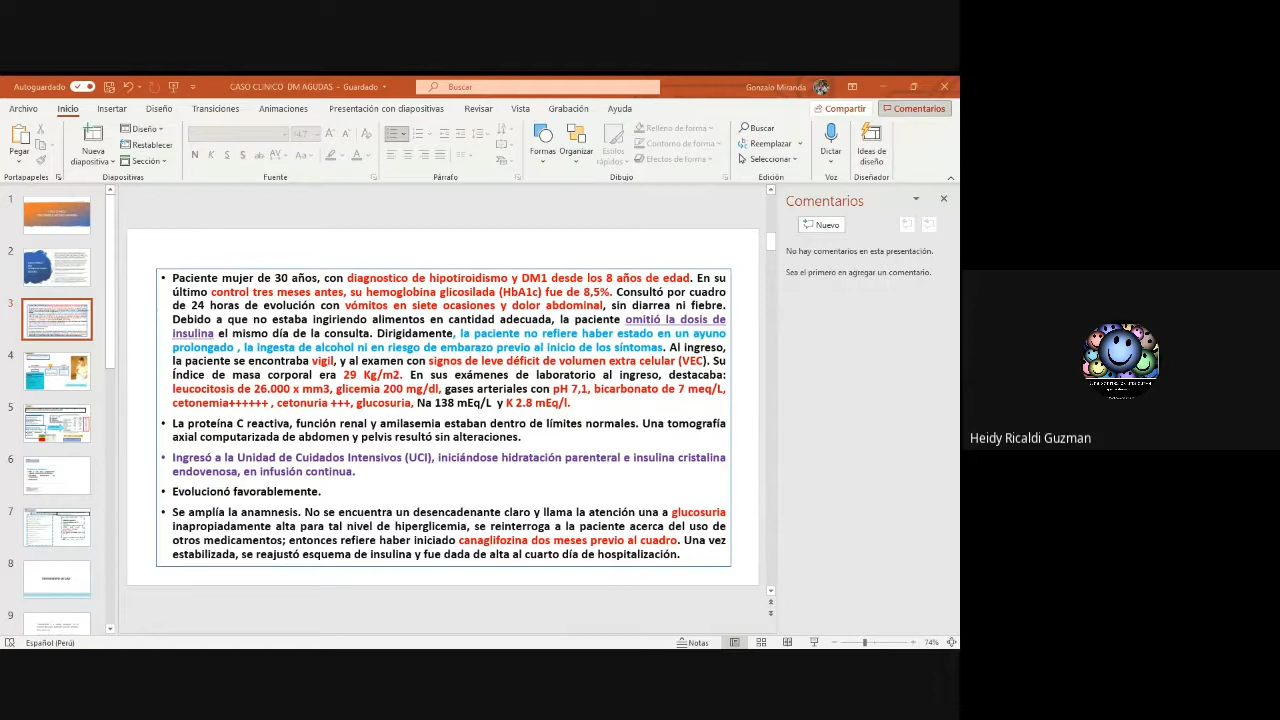 Autoguardado
CASO CLINICO DM AGUDAS - Guardado
Buscar
Gonzalo Miranda
Archivo Inicio Insertar Diseño Transiciones Animaciones Presentación con diapositivas Revisar Vista Grabación Ayuda
Compartir Comentarios
Pegar
Nueva diapositiva
Diseño
Restablecer
Sección
N K S ab AV Aa A
Formas Organizar Estilos rápidos
Relleno de forma
Contorno de forma
Efectos de forma
Buscar
Reemplazar
Seleccionar
Dictar
Ideas de diseño
Portapapeles Diapositivas Fuente Párrafo Dibujo Edición Voz Diseñador
1
2
3
4
5
6
7
8
9
• Paciente mujer de 30 años, con diagnostico de hipotiroidismo y DM1 desde los 8 años de edad. En su
último control tres meses antes, su hemoglobina glicosilada (HbA1c) fue de 8,5%. Consultó por cuadro
de 24 horas de evolución con vómitos en siete ocasiones y dolor abdominal, sin diarrea ni fiebre.
Debido a que no estaba ingiriendo alimentos en cantidad adecuada, la paciente omitió la dosis de
insulina el mismo día de la consulta. Dirigidamente, la paciente no refiere haber estado en un ayuno
prolongado , la ingesta de alcohol ni en riesgo de embarazo previo al inicio de los síntomas. Al ingreso,
la paciente se encontraba vigil, y al examen con signos de leve déficit de volumen extra celular (VEC). Su
Índice de masa corporal era 29 Kg/m2. En sus exámenes de laboratorio al ingreso, destacaba:
leucocitosis de 26.000 x mm3, glicemia 200 mg/dl, gases arteriales con pH 7,1, bicarbonato de 7 meq/L,
cetonemia++++++ , cetonuria +++, glucosuria, Na 138 mEq/L y K 2.8 mEq/l.
• La proteína C reactiva, función renal y amilasemia estaban dentro de límites normales. Una tomografía
axial computarizada de abdomen y pelvis resultó sin alteraciones.
• Ingresó a la Unidad de Cuidados Intensivos (UCI), iniciándose hidratación parenteral e insulina cristalina
endovenosa, en infusión continua.
• Evolucionó favorablemente.
• Se amplía la anamnesis. No se encuentra un desencadenante claro y llama la atención una a glucosuria
inapropiadamente alta para tal nivel de hiperglicemia, se reinterroga a la paciente acerca del uso de
otros medicamentos; entonces refiere haber iniciado canaglifozina dos meses previo al cuadro. Una vez
estabilizada, se reajustó esquema de insulina y fue dada de alta al cuarto día de hospitalización.
Comentarios
Nuevo
No hay comentarios en esta presentación.
Sea el primero en agregar un comentario.
Heidy Ricaldi Guzman
Español (Perú)
Notas
74%